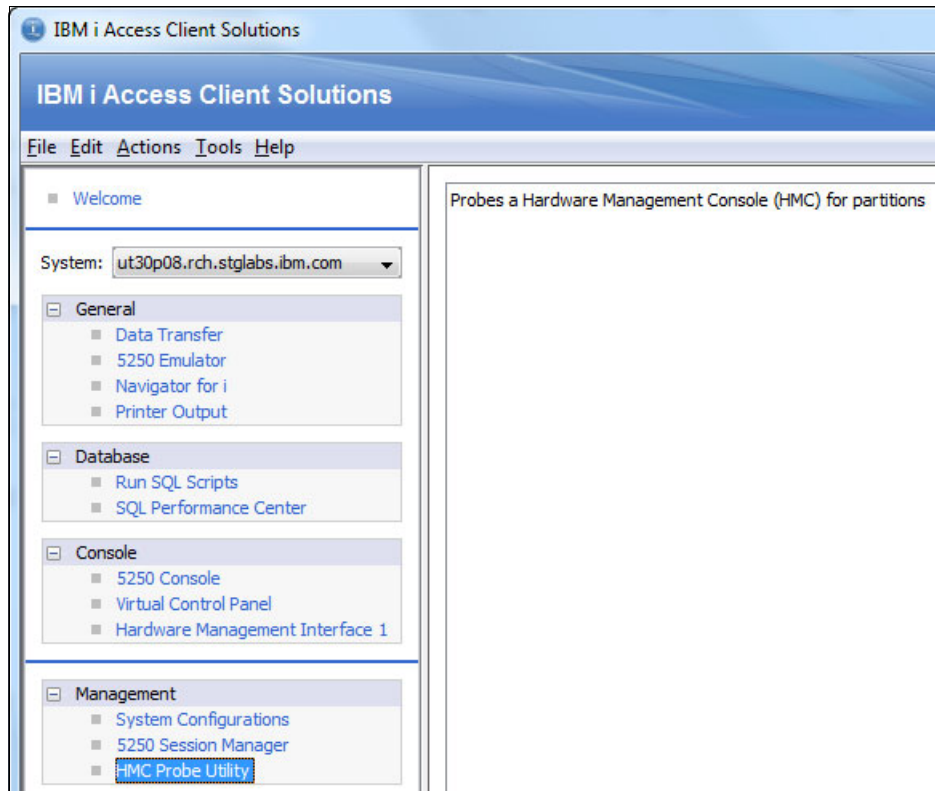 IBM i Access Client Solutions
IBM i Access Client Solutions
File Edit Actions Tools Help
Welcome
System: ut30p08.rch.stglabs.ibm.com
General
Data Transfer
5250 Emulator
Navigator for i
Printer Output
Database
Run SQL Scripts
SQL Performance Center
Console
5250 Console
Virtual Control Panel
Hardware Management Interface 1
Management
System Configurations
5250 Session Manager
HMC Probe Utility
Probes a Hardware Management Console (HMC) for partitions